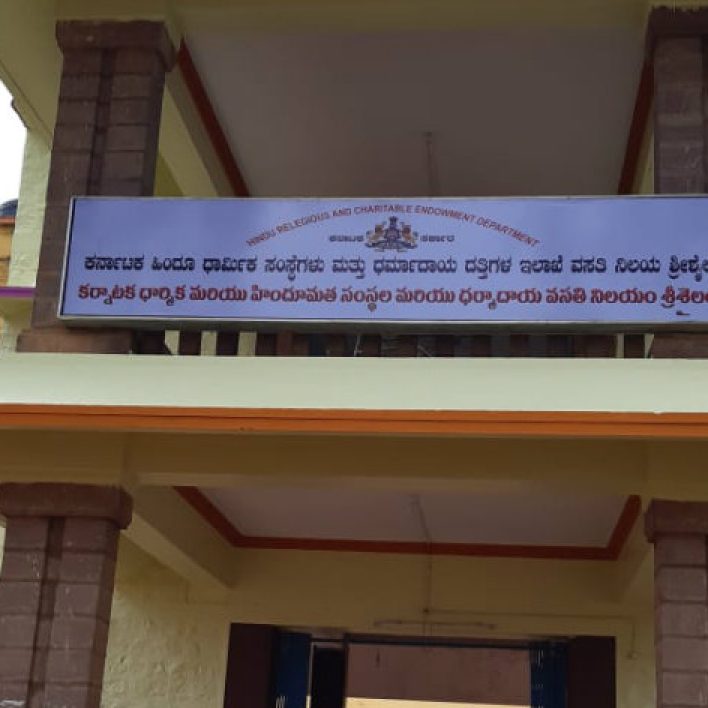 HINDU RELEGIOUS AND CHARITABLE ENDOWMENT DEPARTMENT
ಕರ್ನಾಟಕ ಸರ್ಕಾರ
ಕರ್ನಾಟಕ ಹಿಂದೂ ಧಾರ್ಮಿಕ ಸಂಸ್ಥೆಗಳು ಮತ್ತು ಧರ್ಮಾದಾಯ ದತ್ತಿಗಳ ಇಲಾಖೆ ವಸತಿ ನಿಲಯ ಶ್ರೀಶೈಲ
కర్నాటక ధార్మిక మరియు హిందూమత సంస్థల మరియు ధర్మాదాయ వసతి నిలయం శ్రీశైలం